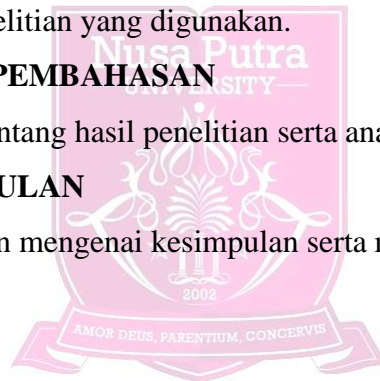 elitian yang digunakan.
Nusa Putra
UNIVERSITY
PEMBAHASAN
ntang hasil penelitian serta ana
ULAN
n mengenai kesimpulan serta
2002
AMOR DEUS, PARENTIUM, CONCERVIS